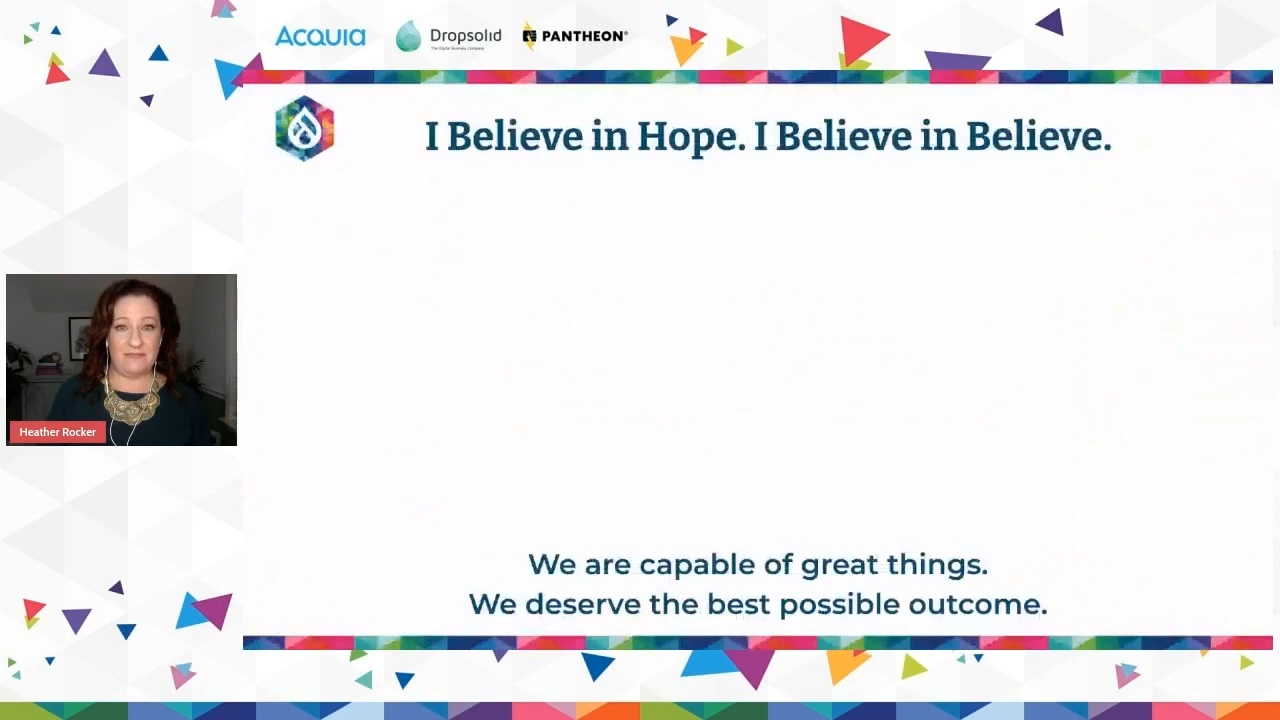 Acquia
Dropsolid
The Digital Business Company
PANTHEON®
I Believe in Hope. I Believe in Believe.
Heather Rocker
We are capable of great things.
We deserve the best possible outcome.